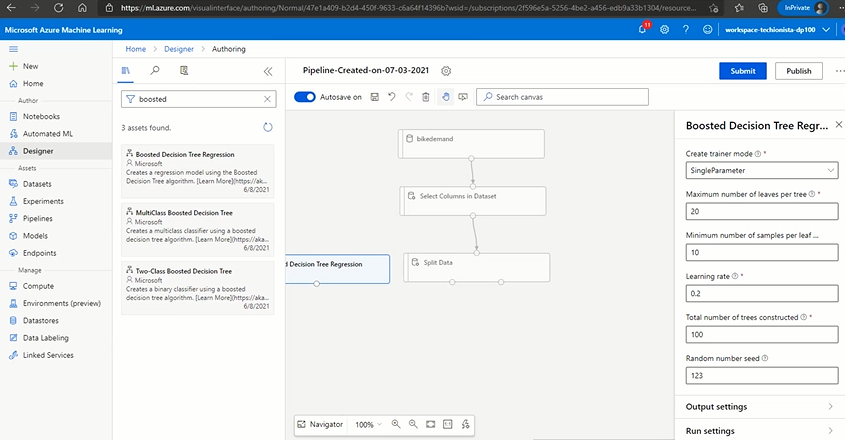 https://ml.azure.com/visualinterface/authoring/Normal/47e1a409-b2d4-450f-9633-c6a64f14396b?wsid=/subscriptions/2f596e5a-5256-4be2-a456-edb9a33b1304/resource...
InPrivate
Microsoft Azure Machine Learning
11
workspace-techionista-dp100
Home > Designer > Authoring
New
Home
Author
Notebooks
Automated ML
Designer
Assets
Datasets
Experiments
Pipelines
Models
Endpoints
Manage
Compute
Environments (preview)
Datastores
Data Labeling
Linked Services
boosted
3 assets found.
Boosted Decision Tree Regression
Microsoft
Creates a regression model using the Boosted
Decision Tree algorithm. [Learn More](https://aka...
6/8/2021
MultiClass Boosted Decision Tree
Microsoft
Creates a multiclass classifier using a boosted
decision tree algorithm. [Learn More](https://aka....
6/8/2021
Two-Class Boosted Decision Tree
Microsoft
Creates a binary classifier using a boosted
decision tree algorithm. [Learn More](https://aka....
6/8/2021
Pipeline-Created-on-07-03-2021
Submit
Publish
Autosave on
Search canvas
bikedemand
Select Columns in Dataset
d Decision Tree Regression
Split Data
Navigator
100%
1:1
Boosted Decision Tree Regr...
Create trainer mode *
SingleParameter
Maximum number of leaves per tree *
20
Minimum number of samples per leaf ...
10
Learning rate *
0.2
Total number of trees constructed *
100
Random number seed
123
Output settings
Run settings